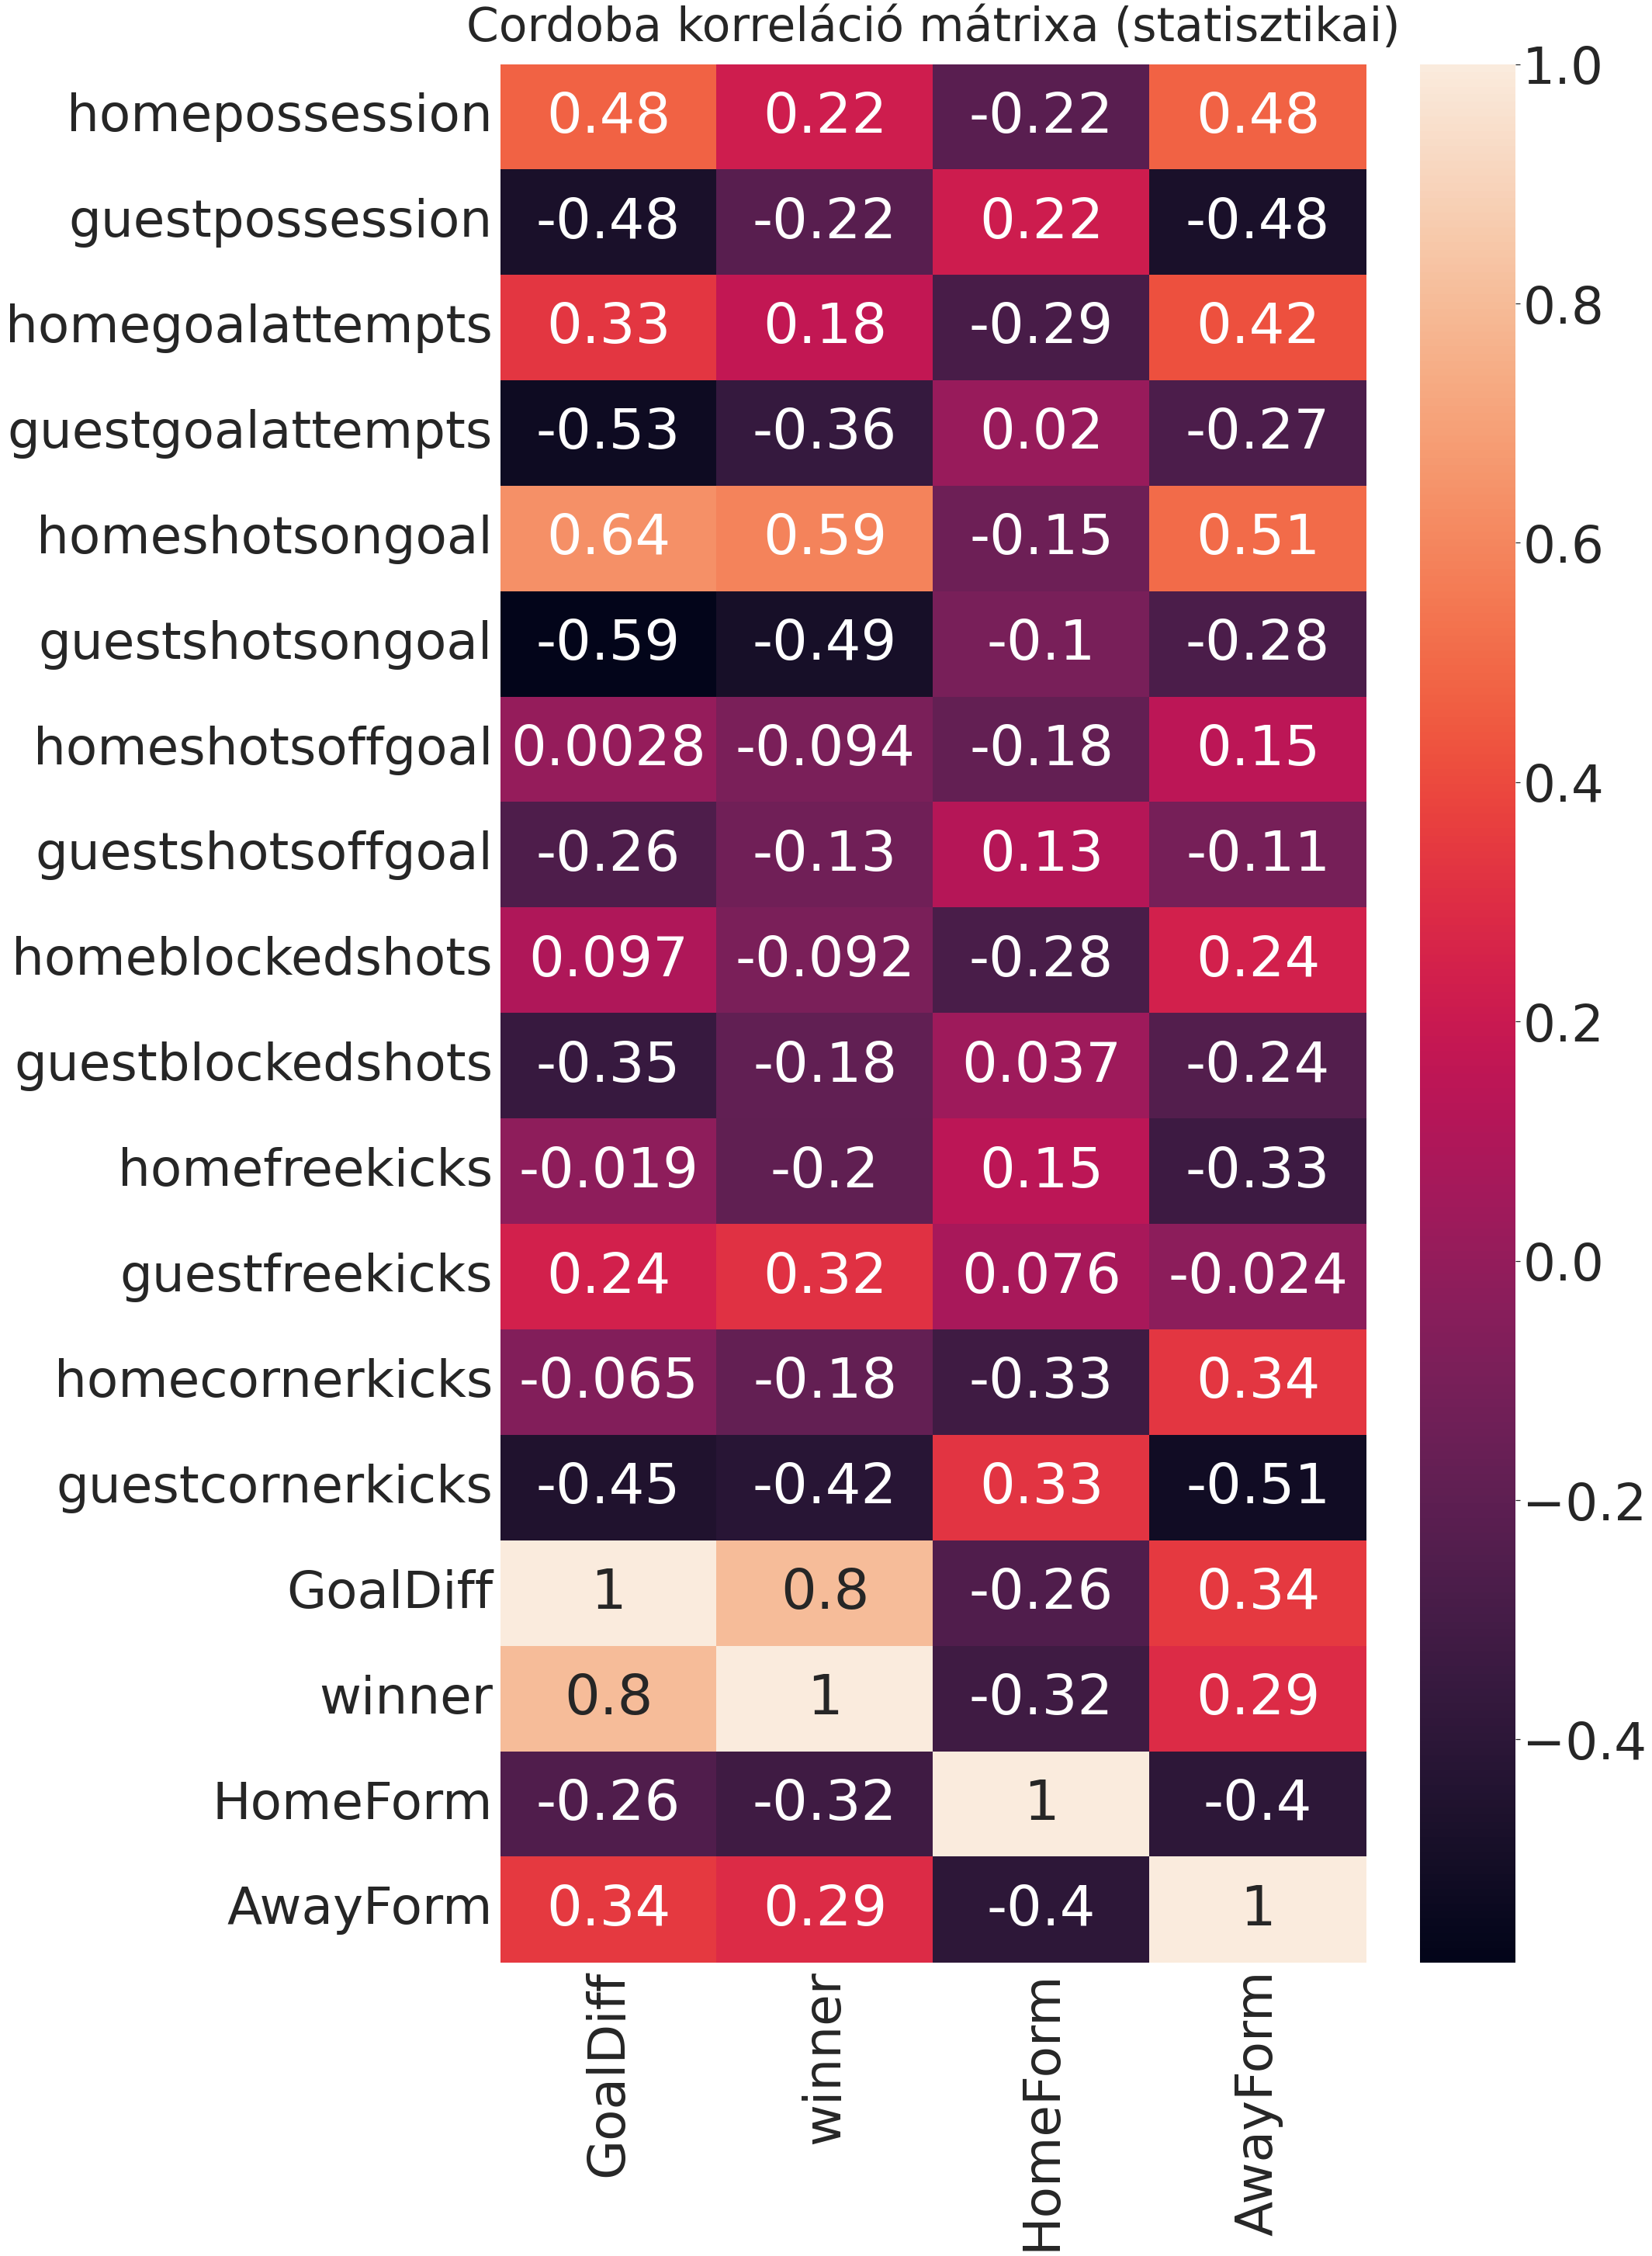 Cordoba korreláció mátrixa (statisztikai)
homepossession 0.48 0.22 -0.22 0.48
guestpossession -0.48 -0.22 0.22 -0.48
homegoalattempts 0.33 0.18 -0.29 0.42
guestgoalattempts -0.53 -0.36 0.02 -0.27
homeshotsongoal 0.64 0.59 -0.15 0.51
guestshotsongoal -0.59 -0.49 -0.1 -0.28
homeshotsoffgoal 0.0028 -0.094 -0.18 0.15
guestshotsoffgoal -0.26 -0.13 0.13 -0.11
homeblockedshots 0.097 -0.092 -0.28 0.24
guestblockedshots -0.35 -0.18 0.037 -0.24
homefreekicks -0.019 -0.2 0.15 -0.33
guestfreekicks 0.24 0.32 0.076 -0.024
homecornerkicks -0.065 -0.18 -0.33 0.34
guestcornerkicks -0.45 -0.42 0.33 -0.51
GoalDiff 1 0.8 -0.26 0.34
winner 0.8 1 -0.32 0.29
HomeForm -0.26 -0.32 1 -0.4
AwayForm 0.34 0.29 -0.4 1
GoalDiff
winner
HomeForm
AwayForm
1.0
0.8
0.6
0.4
0.2
0.0
−0.2
−0.4